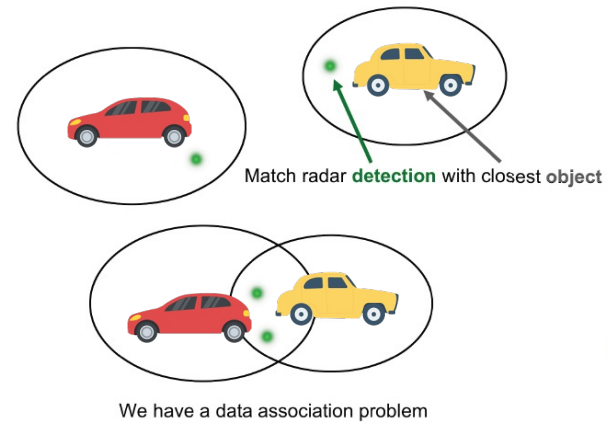 Match radar detection with closest object
We have a data association problem